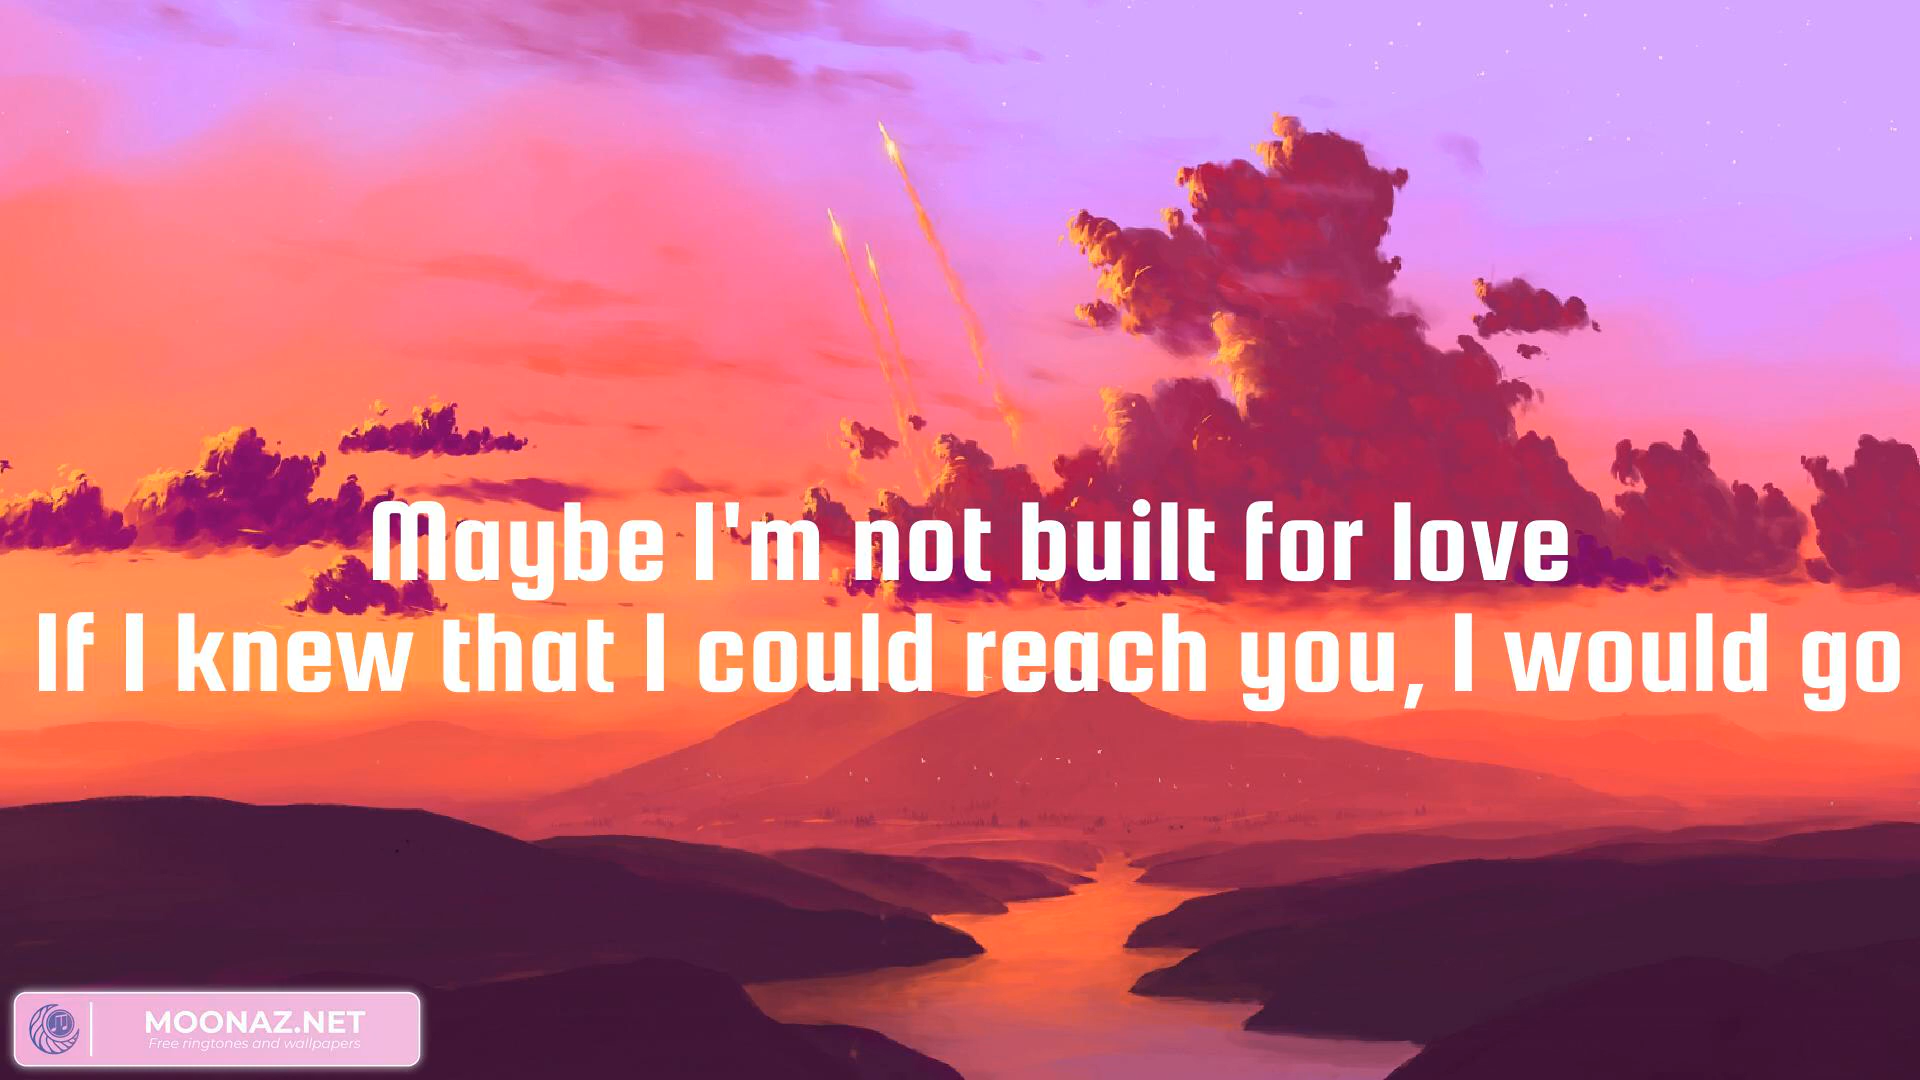 Maybe I'm not built for love
If I knew that I could reach you, I would go
MOONAZ.NET
Free ringtones and wallpapers